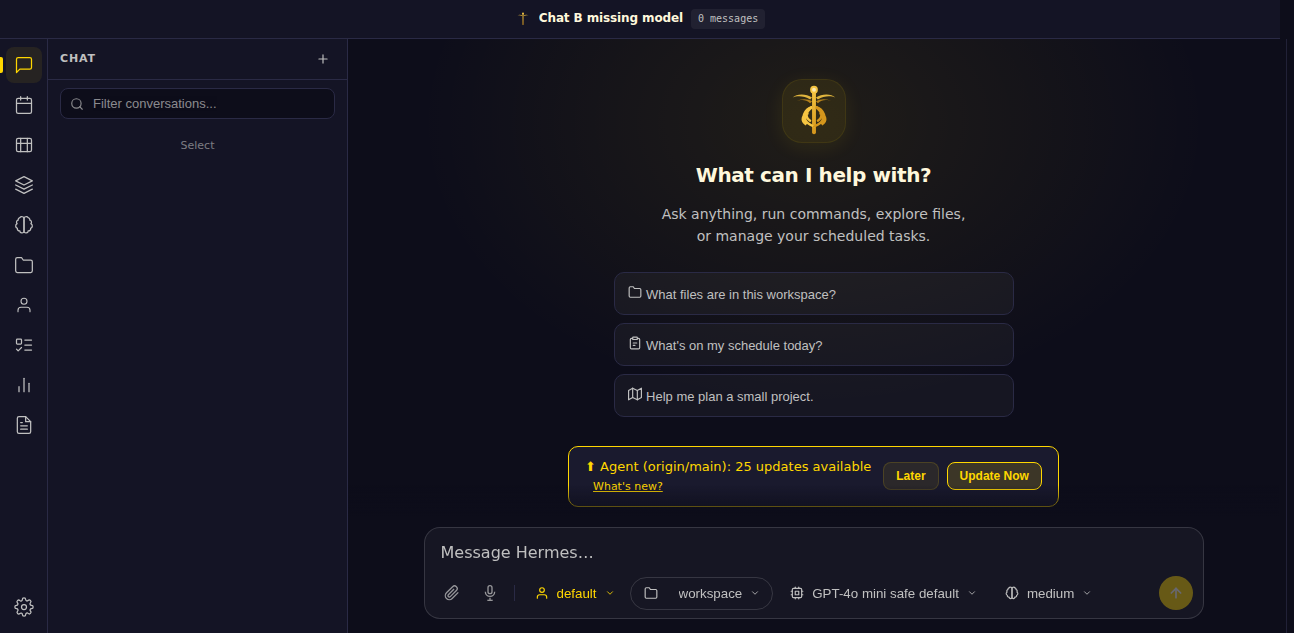 Chat B missing model 0 messages
CHAT
Filter conversations...
Select
What can I help with?
Ask anything, run commands, explore files,
or manage your scheduled tasks.
What files are in this workspace?
What's on my schedule today?
Help me plan a small project.
Agent (origin/main): 25 updates available
What's new?
Later
Update Now
Message Hermes...
default
workspace
GPT-4o mini safe default
medium